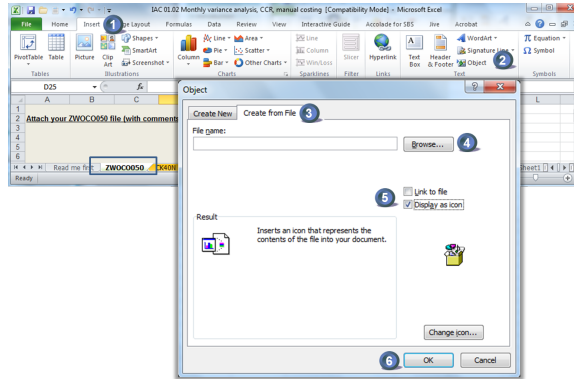 IAC 01.02 Monthly variance analysis, CCR, manual costing [Compatibility Mode] - Microsoft Excel
File Home Insert 1 Page Layout Formulas Data Review View Interactive Guide Accolade for SBS Jive Acrobat
PivotTable Table Picture Clip Art Shapes SmartArt Screenshot Column Line Pie Bar Area Scatter Other Charts Line Column Win/Loss Slicer Hyperlink Text Box Header & Footer WordArt Signature Line Object 2 Equation Symbol
Tables Illustrations Charts Sparklines Filter Links Text Symbols
D25 fx
A B C L
1
2 Attach your ZWOCO050 file (with comments
3
4
5
6
Read me first ZWOCO050 CK40N Sheet1
Ready
Object
Create New Create from File 3
File name:
Browse... 4
5 Link to file
Display as icon
Result
Inserts an icon that represents the
contents of the file into your document.
Change icon...
6 OK Cancel